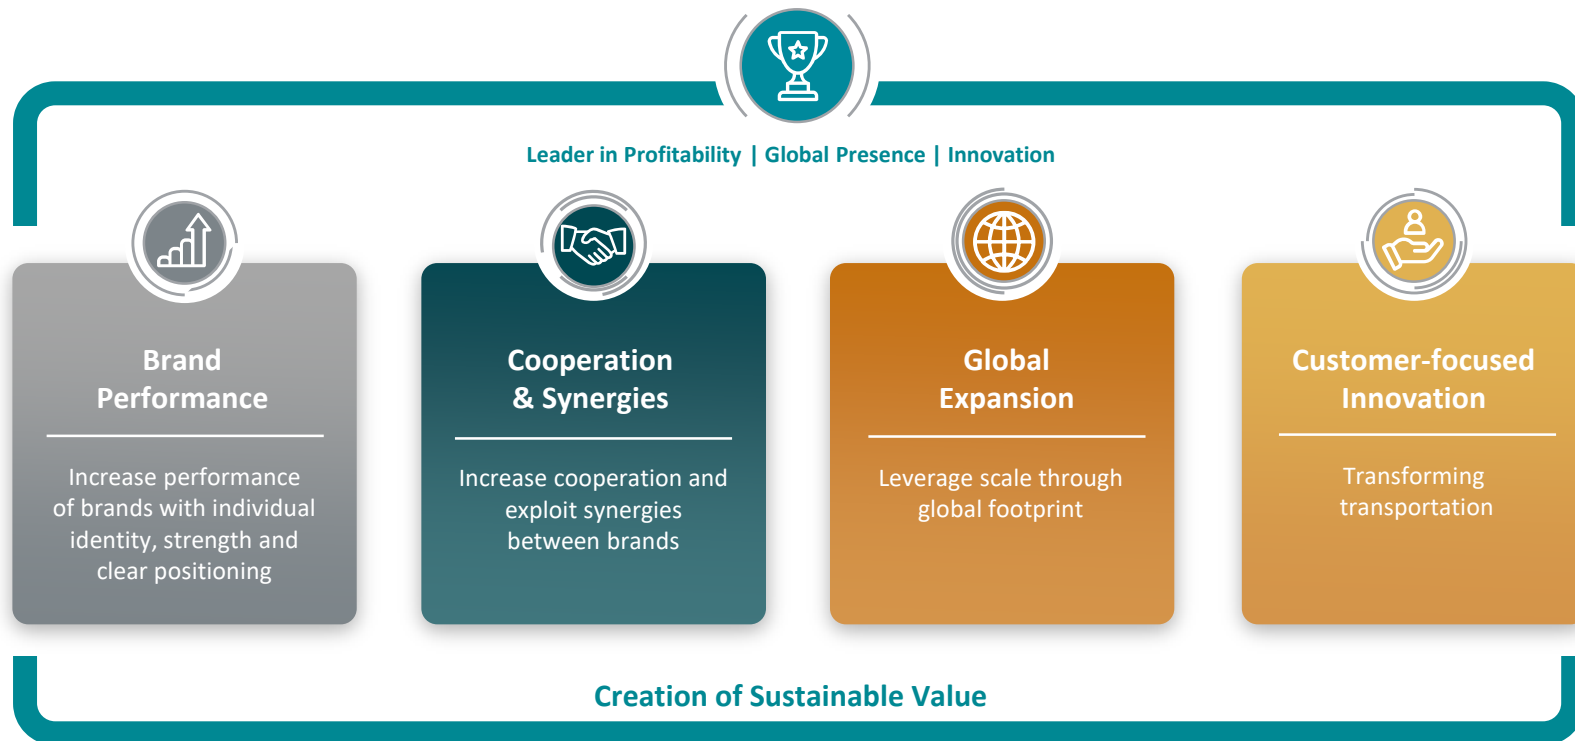 Leader in Profitability | Global Presence | Innovation
Brand
Performance
Increase performance
of brands with individual
identity, strength and
clear positioning
Cooperation
& Synergies
Increase cooperation and
exploit synergies
between brands
Global
Expansion
Leverage scale through
global footprint
Customer-focused
Innovation
Transforming
transportation
Creation of Sustainable Value